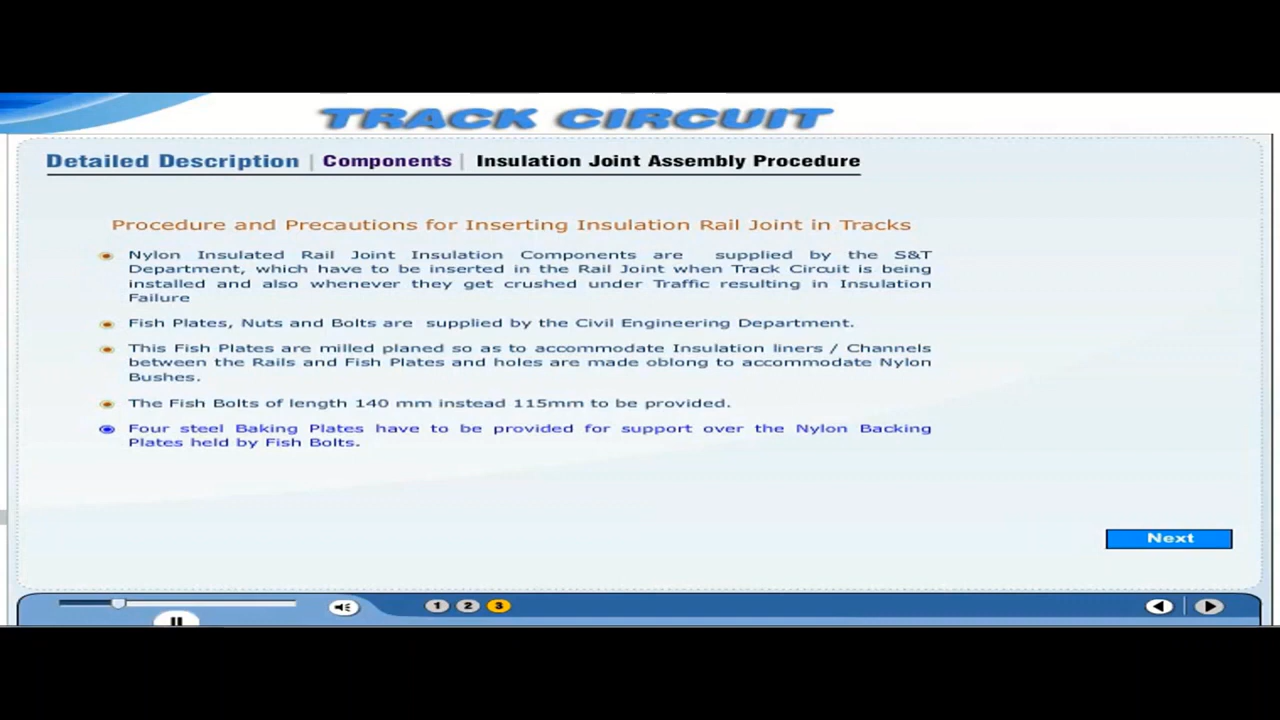 TRACK CIRCUIT
Detailed Description | Components | Insulation Joint Assembly Procedure
Procedure and Precautions for Inserting Insulation Rail Joint in Tracks
Nylon Insulated Rail Joint Insulation Components are supplied by the S&T
Department, which have to be inserted in the Rail Joint when Track Circuit is being
installed and also whenever they get crushed under Traffic resulting in Insulation
Failure
Fish Plates, Nuts and Bolts are supplied by the Civil Engineering Department.
This Fish Plates are milled planed so as to accommodate Insulation liners / Channels
between the Rails and Fish Plates and holes are made oblong to accommodate Nylon
Bushes.
The Fish Bolts of length 140 mm instead 115mm to be provided.
Four steel Baking Plates have to be provided for support over the Nylon Backing
Plates held by Fish Bolts.
Next
1 2 3